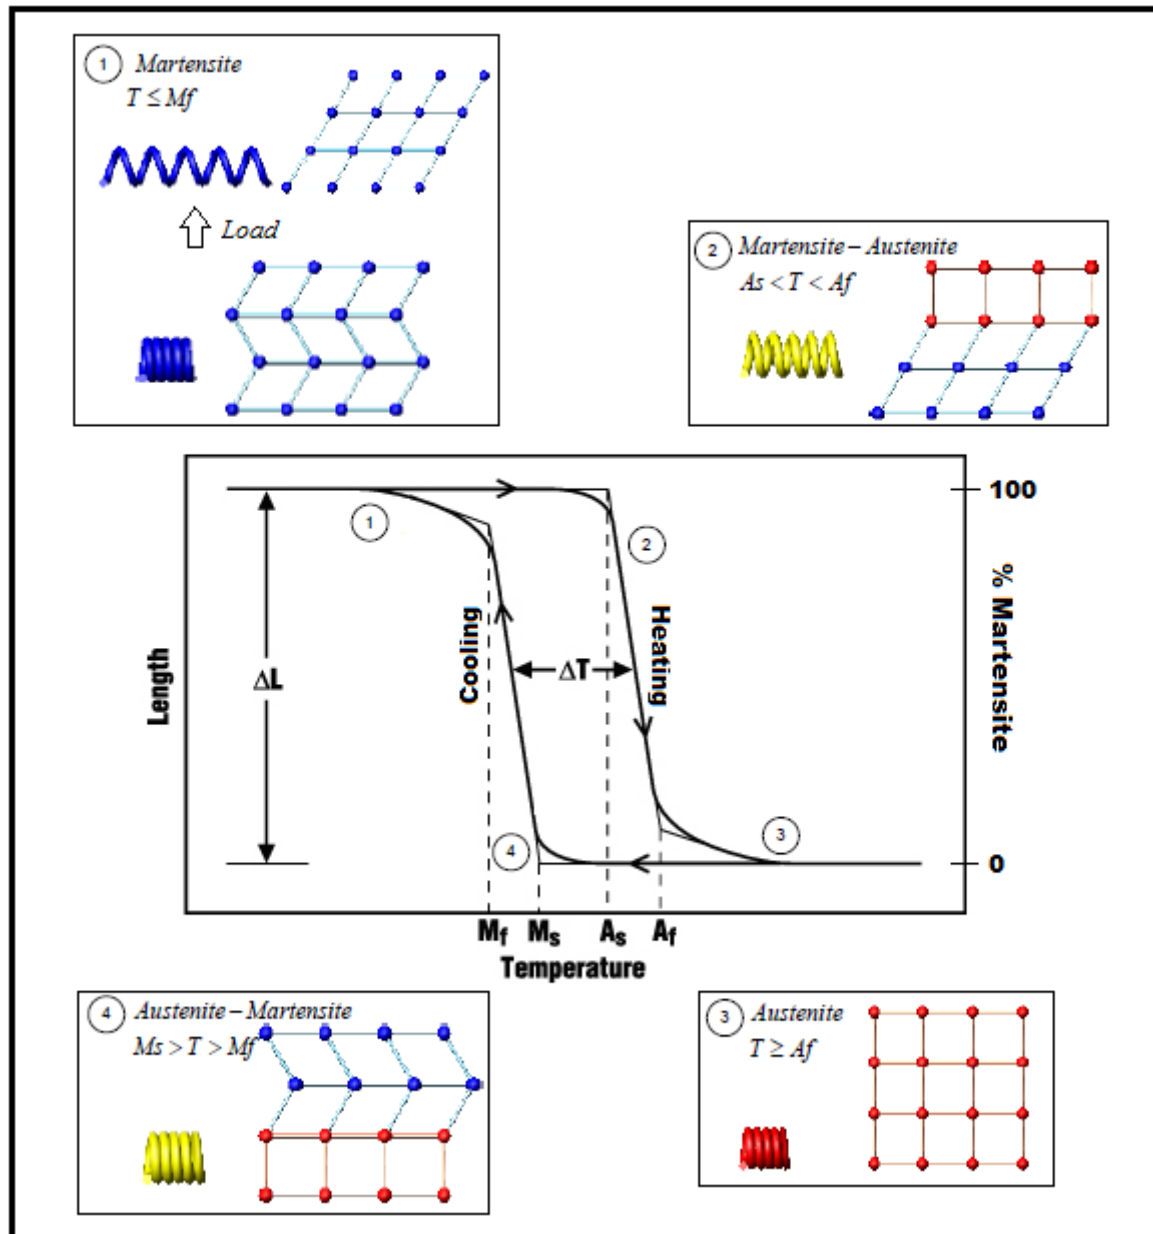 1 Martensite
T ≤ Mf
Load
2 Martensite – Austenite
As < T < Af
1
2
100
Length
ΔL
Cooling
ΔT
Heating
% Martensite
4
3
0
Mf Ms As Af
Temperature
4 Austenite – Martensite
Ms > T > Mf
3 Austenite
T ≥ Af